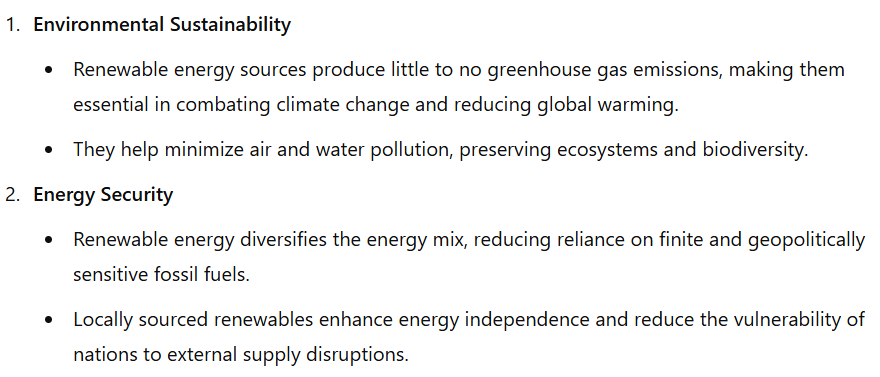 1. Environmental Sustainability
• Renewable energy sources produce little to no greenhouse gas emissions, making them
essential in combating climate change and reducing global warming.
• They help minimize air and water pollution, preserving ecosystems and biodiversity.
2. Energy Security
• Renewable energy diversifies the energy mix, reducing reliance on finite and geopolitically
sensitive fossil fuels.
• Locally sourced renewables enhance energy independence and reduce the vulnerability of
nations to external supply disruptions.